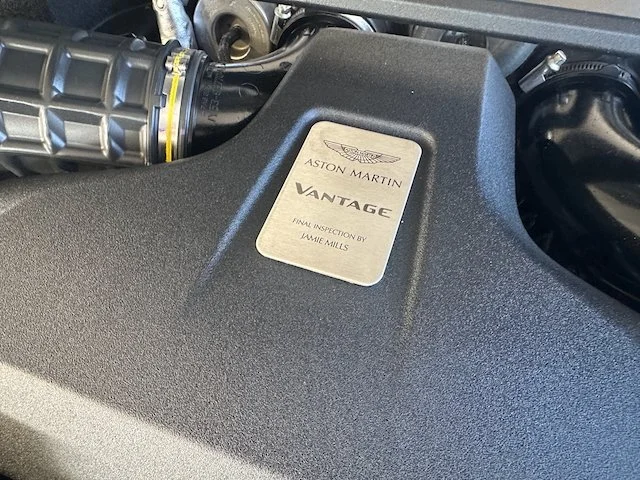 ASTON MARTIN
VANTAGE
FINAL INSPECTION BY
JAMIE MILLS